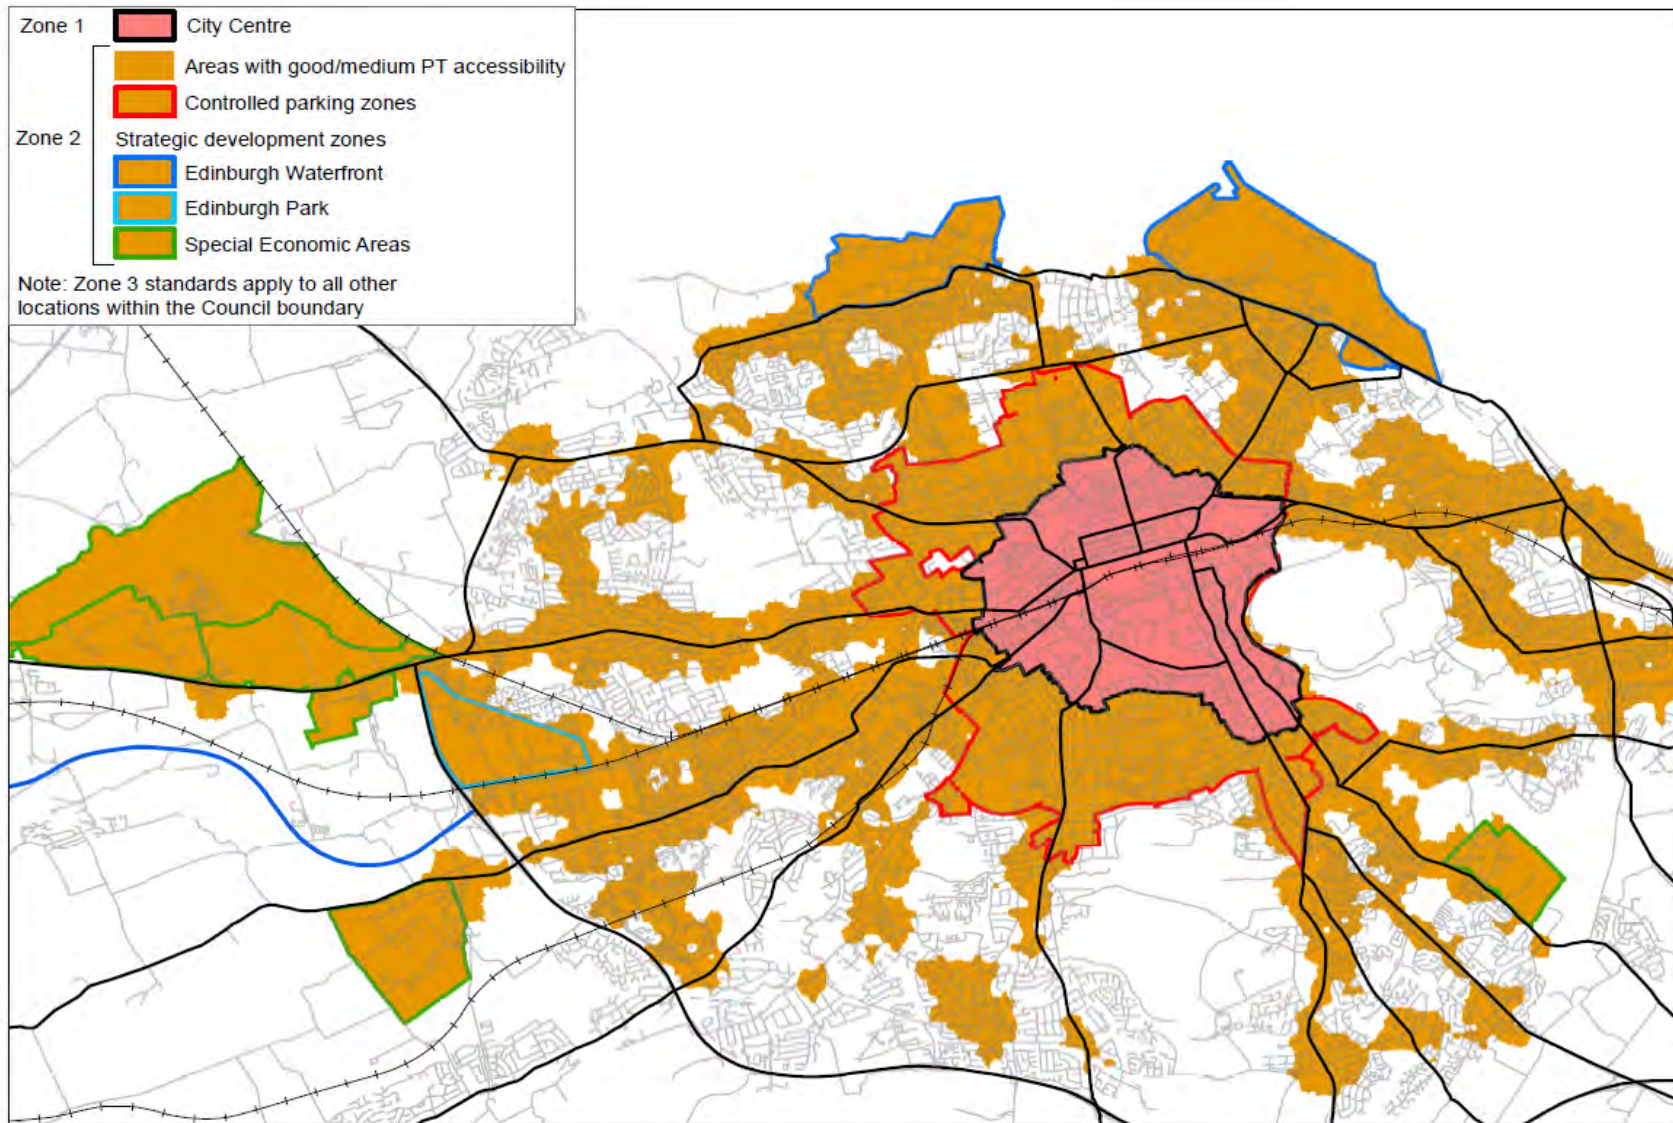 Zone 1 City Centre
Areas with good/medium PT accessibility
Controlled parking zones
Zone 2 Strategic development zones
Edinburgh Waterfront
Edinburgh Park
Special Economic Areas
Note: Zone 3 standards apply to all other
locations within the Council boundary